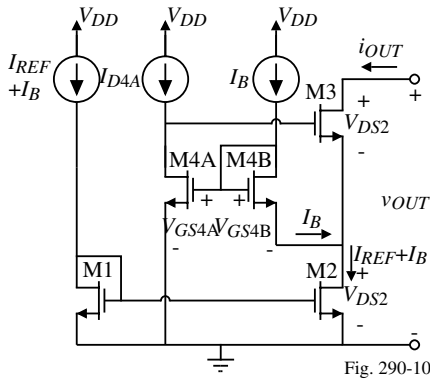 VDD VDD VDD
IREF
+IB
ID4A
IB
iOUT
M3
+ +
VDS2
-
M4A M4B
+ +
VGS4A VGS4B
- -
IB
vOUT
IREF+IB
M1
M2
+
VDS2
-
-
Fig. 290-10